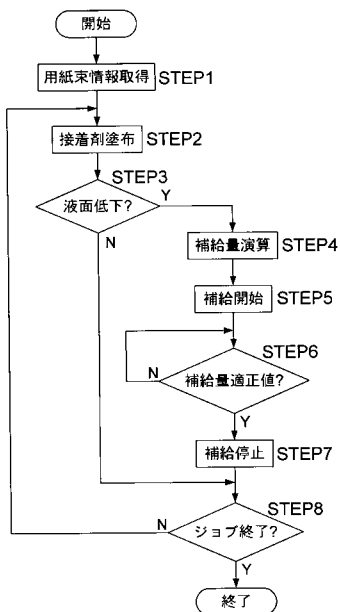 開始
用紙束情報取得 STEP1
接着剤塗布 STEP2
STEP3
液面低下? Y
N
補給量演算 STEP4
補給開始 STEP5
STEP6
N 補給量適正値?
Y
補給停止 STEP7
STEP8
N ジョブ終了?
Y
終了